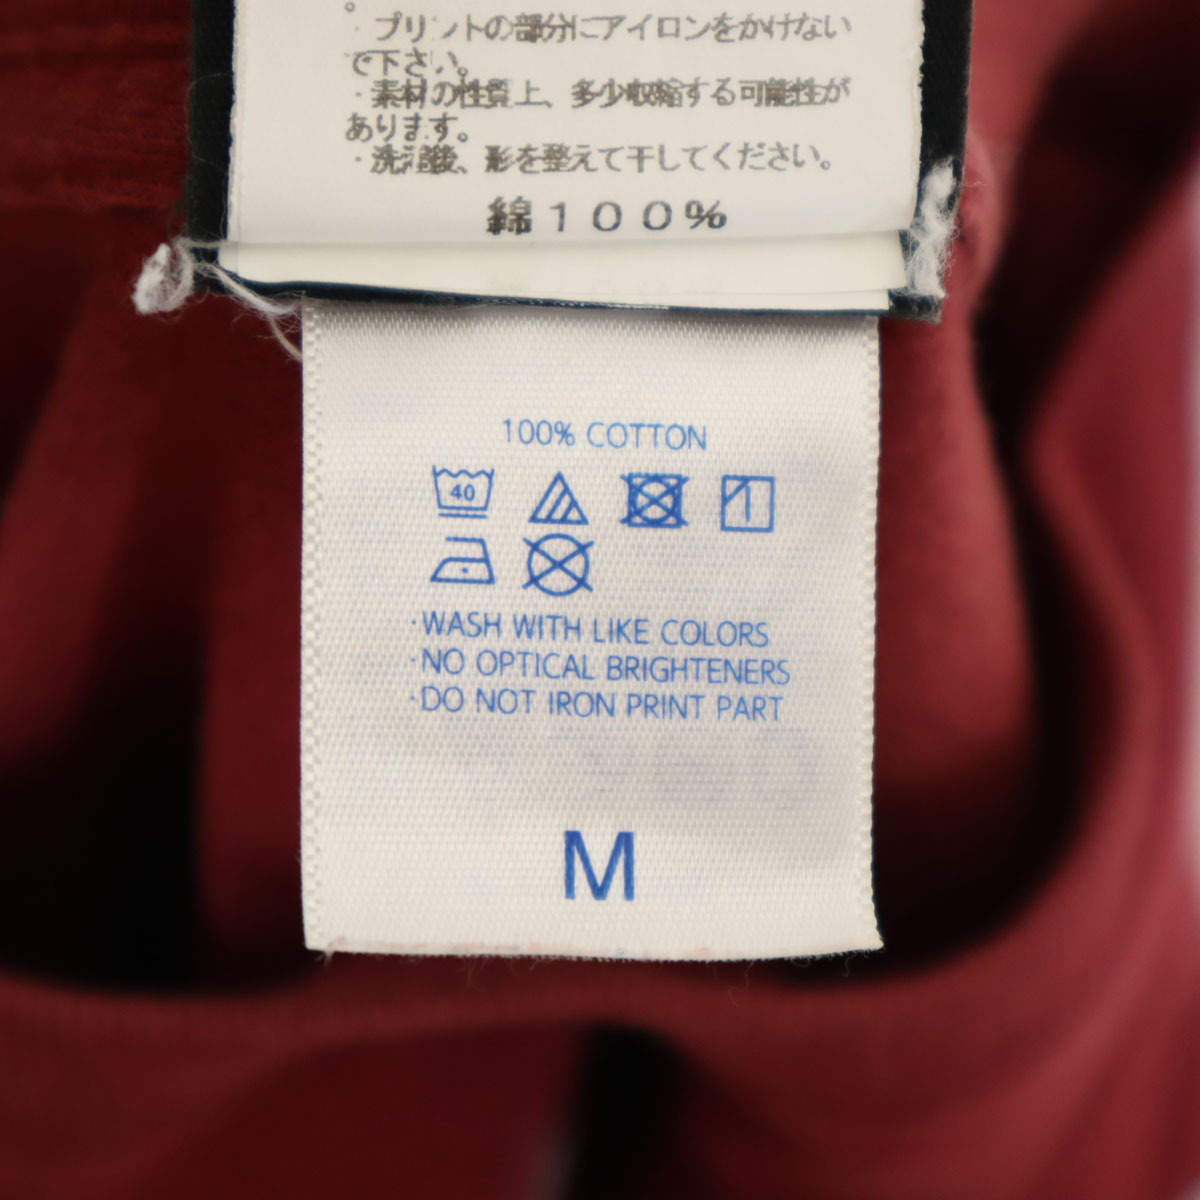 。
・プリントの部分にアイロンをかけない
で下さい。
・素材の性質上、多少収縮する可能性が
あります。
・洗濯後、形を整えて干してください。
綿100%
100% COTTON
40
·WASH WITH LIKE COLORS
·NO OPTICAL BRIGHTENERS
·DO NOT IRON PRINT PART
M